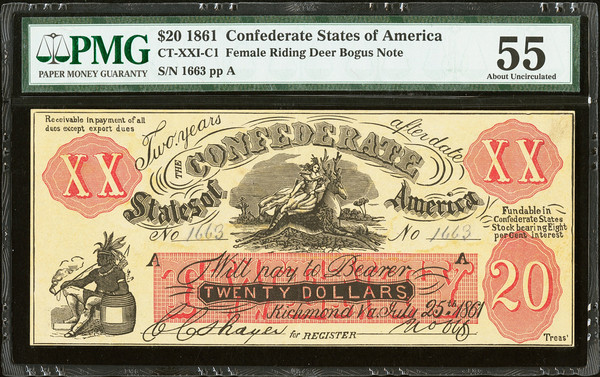 PMG
PAPER MONEY GUARANTY
$20 1861 Confederate States of America
CT-XXI-C1 Female Riding Deer Bogus Note
S/N 1663 pp A
55
About Uncirculated
Receivable in payment of all
dues except export dues
Two years
after date
THE CONFEDERATE
States of America
XX
XX
No 1663
No 1663
Fundable in
Confederate States
Stock bearing Eight
per Cent interest
A
A
Will pay to Bearer
TWENTY DOLLARS
Richmond Va July 25th 1861
20
for REGISTER
Treas'